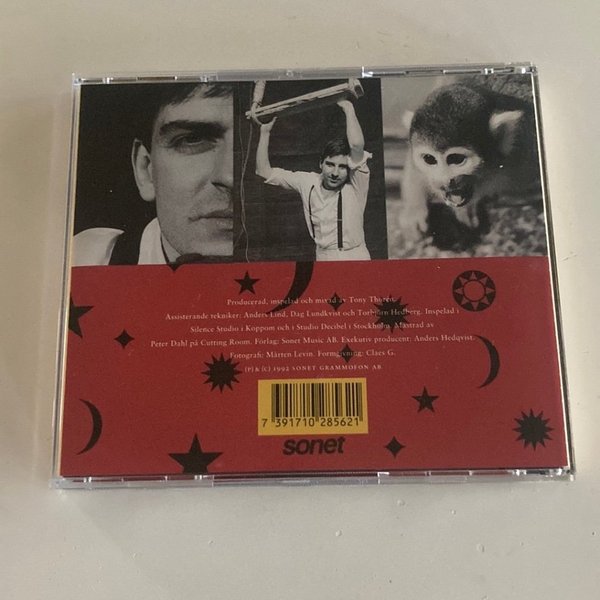 Producerad, inspelad och mixad av Tony Thorén.
Assisterande tekniker: Anders Lind, Dag Lundkvist och Torbjörn Hedberg. Inspelad i
Silence Studio i Koppom och i Studio Decibel i Stockholm. Mastrad av
Peter Dahl på Cutting Room. Förlag: Sonet Music AB. Exekutiv producent: Anders Hedqvist.
Fotografi: Mårten Levin. Formgivning: Claes G.
(P) & (C) 1992 SONET GRAMMOFON AB
7 391710 285621
sonet